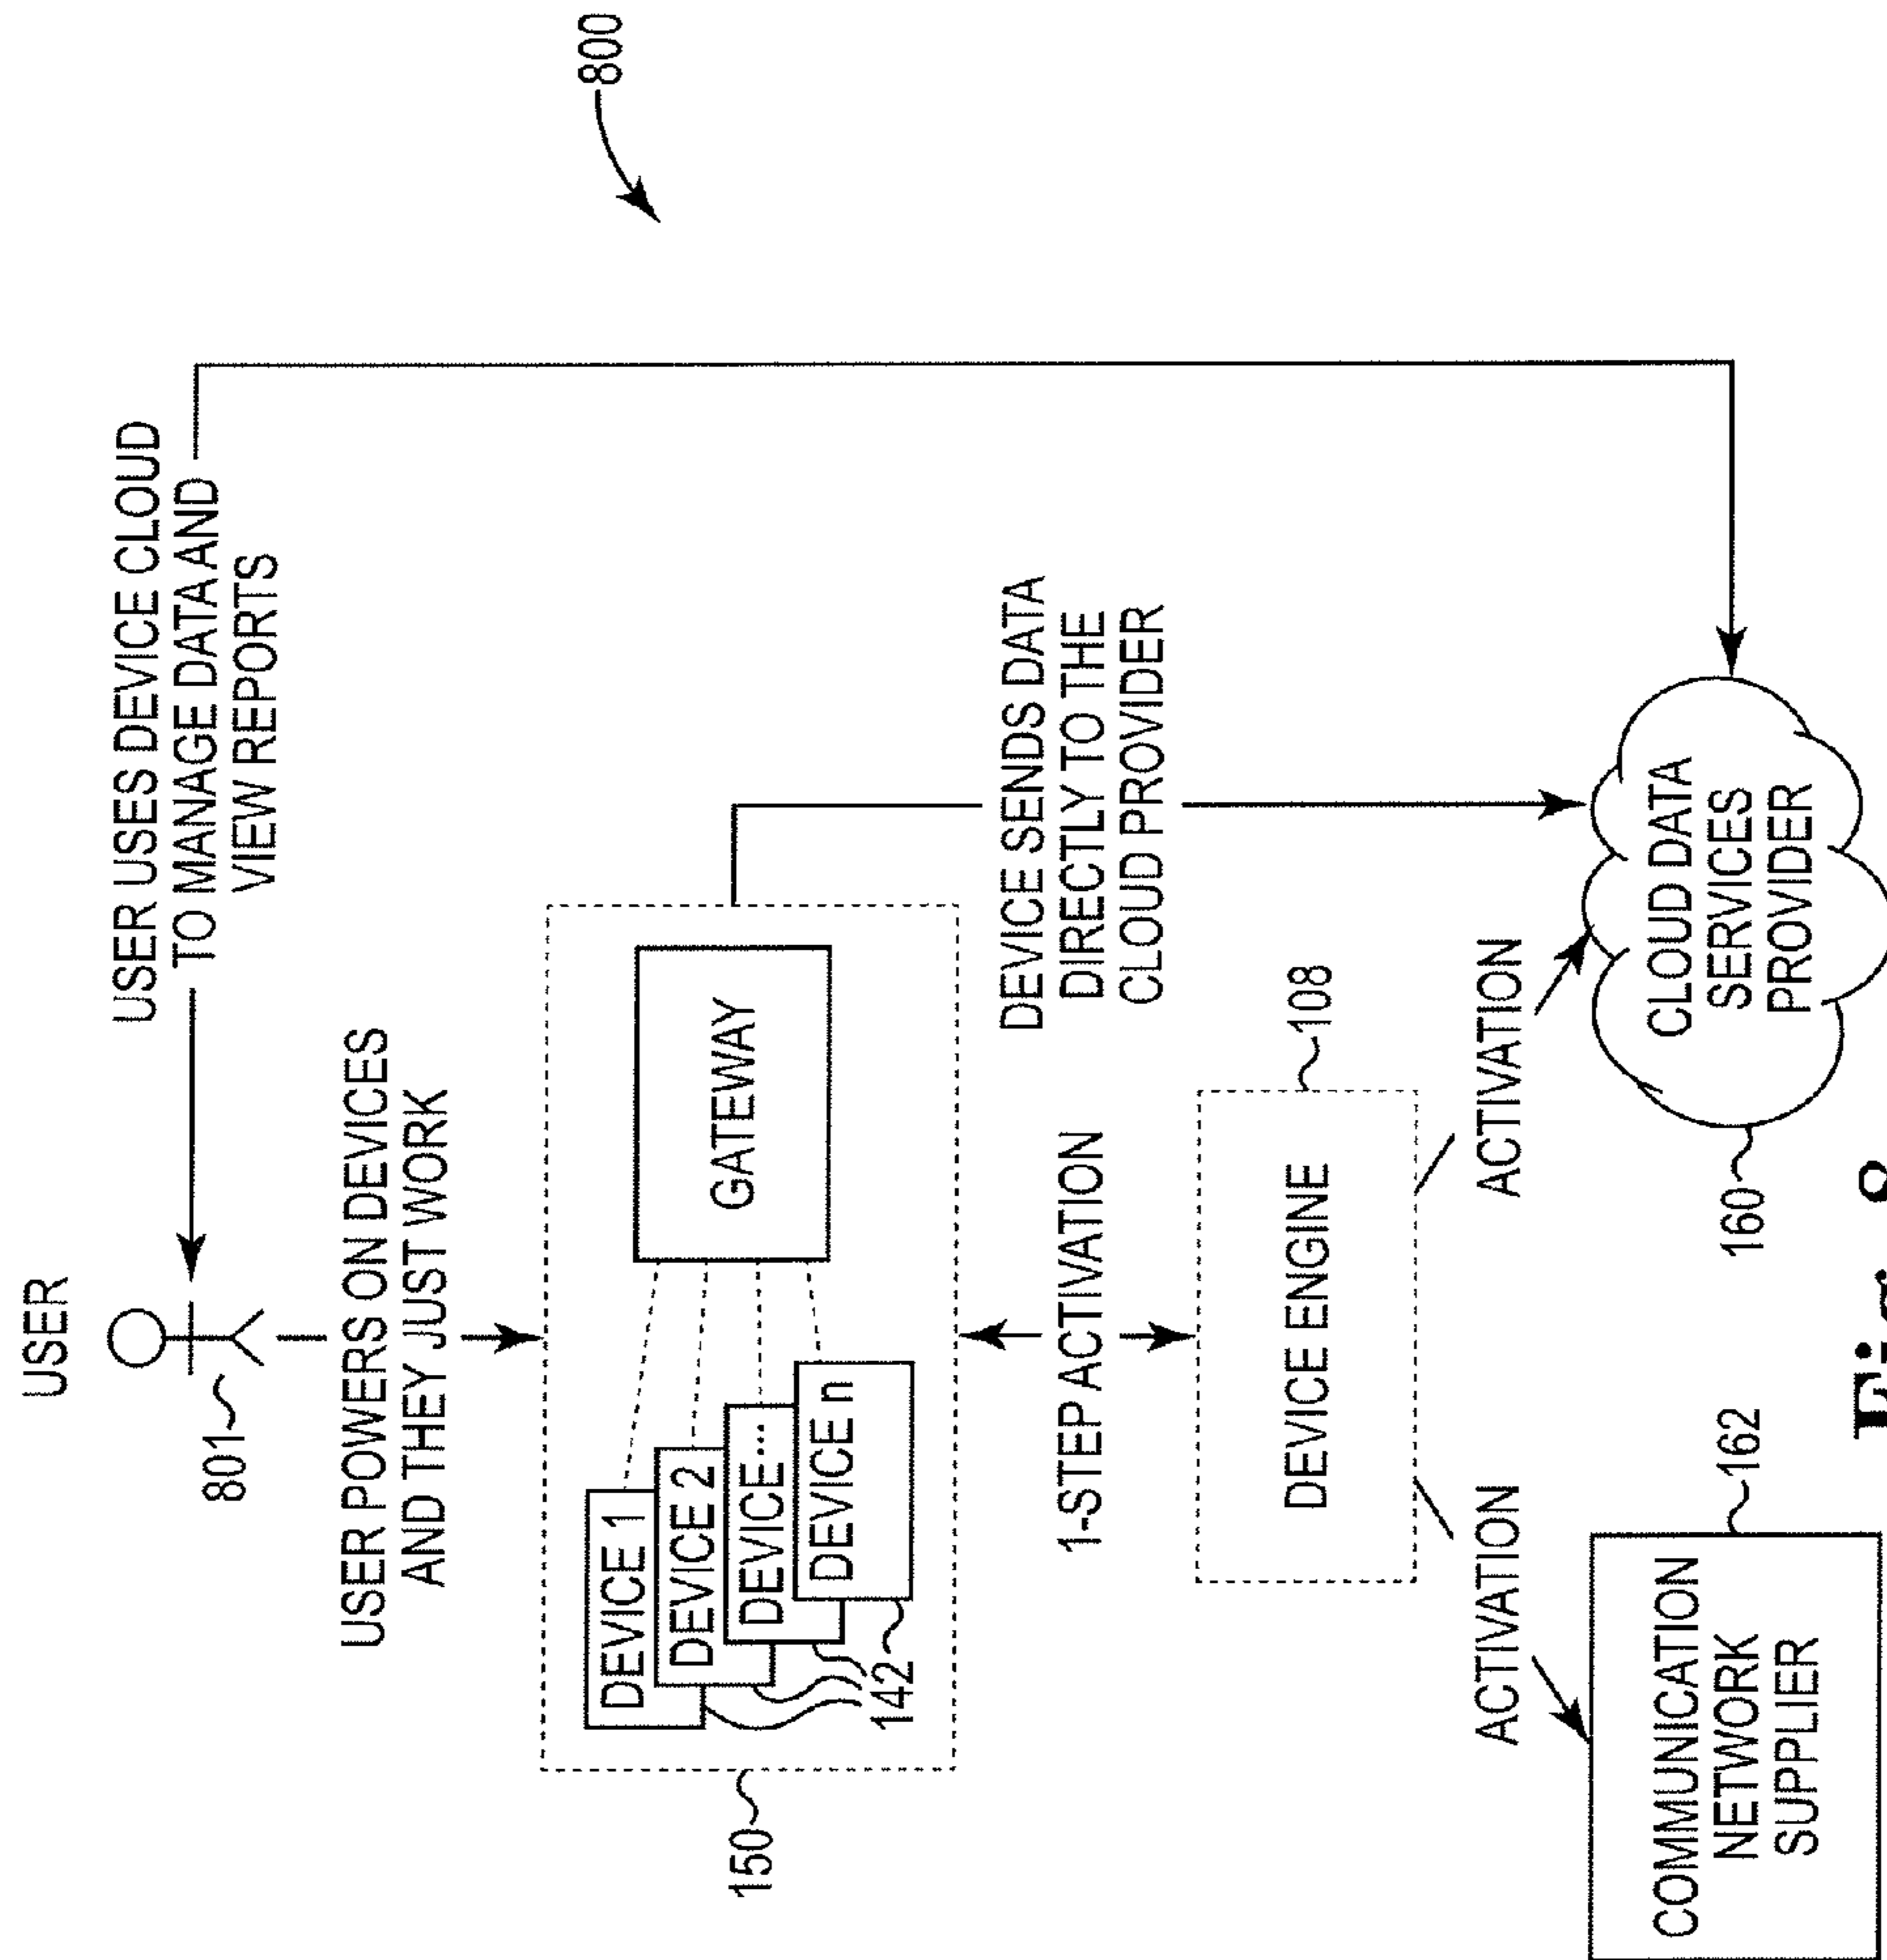 USER
801
USER USES DEVICE CLOUD
TO MANAGE DATA AND
VIEW REPORTS
800
USER POWERS ON DEVICES
AND THEY JUST WORK
150
DEVICE 1
DEVICE 2
DEVICE...
DEVICE n
142
GATEWAY
DEVICE SENDS DATA
DIRECTLY TO THE
CLOUD PROVIDER
1-STEP ACTIVATION
DEVICE ENGINE
108
ACTIVATION
ACTIVATION
COMMUNICATION
NETWORK
SUPPLIER
162
CLOUD DATA
SERVICES
PROVIDER
160